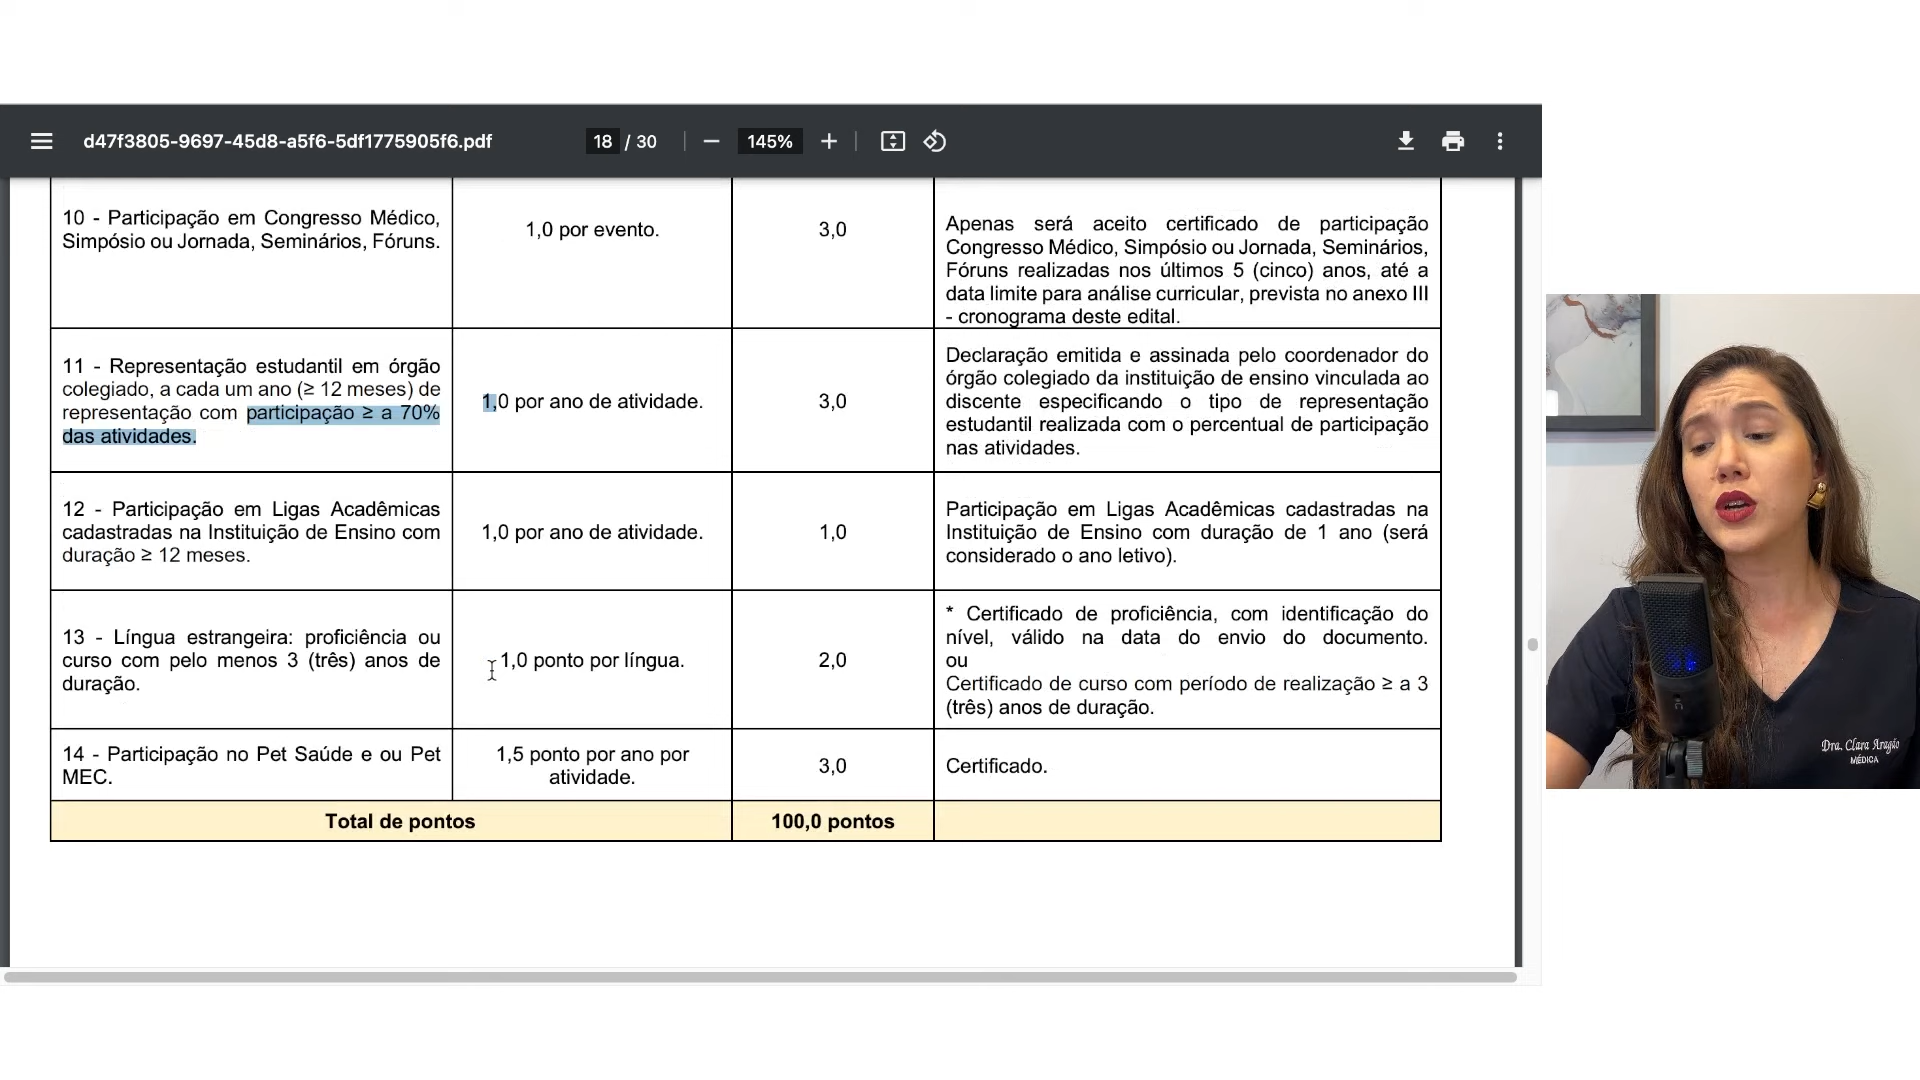 d47f3805-9697-45d8-a5f6-5df1775905f6.pdf
18 / 30
145%
10 - Participação em Congresso Médico,
Simpósio ou Jornada, Seminários, Fóruns.
1,0 por evento.
3,0
Apenas será aceito certificado de participação
Congresso Médico, Simpósio ou Jornada, Seminários,
Fóruns realizadas nos últimos 5 (cinco) anos, até a
data limite para análise curricular, prevista no anexo III
- cronograma deste edital.
11 - Representação estudantil em órgão
colegiado, a cada um ano (≥ 12 meses) de
representação com participação ≥ a 70%
das atividades.
1,0 por ano de atividade.
3,0
Declaração emitida e assinada pelo coordenador do
órgão colegiado da instituição de ensino vinculada ao
discente especificando o tipo de representação
estudantil realizada com o percentual de participação
nas atividades.
12 - Participação em Ligas Acadêmicas
cadastradas na Instituição de Ensino com
duração ≥ 12 meses.
1,0 por ano de atividade.
1,0
Participação em Ligas Acadêmicas cadastradas na
Instituição de Ensino com duração de 1 ano (será
considerado o ano letivo).
13 - Língua estrangeira: proficiência ou
curso com pelo menos 3 (três) anos de
duração.
1,0 ponto por língua.
2,0
* Certificado de proficiência, com identificação do
nível, válido na data do envio do documento.
ou
Certificado de curso com período de realização ≥ a 3
(três) anos de duração.
14 - Participação no Pet Saúde e ou Pet
MEC.
1,5 ponto por ano por
atividade.
3,0
Certificado.
Total de pontos
100,0 pontos
Dra. Clara Aragão
MÉDICA